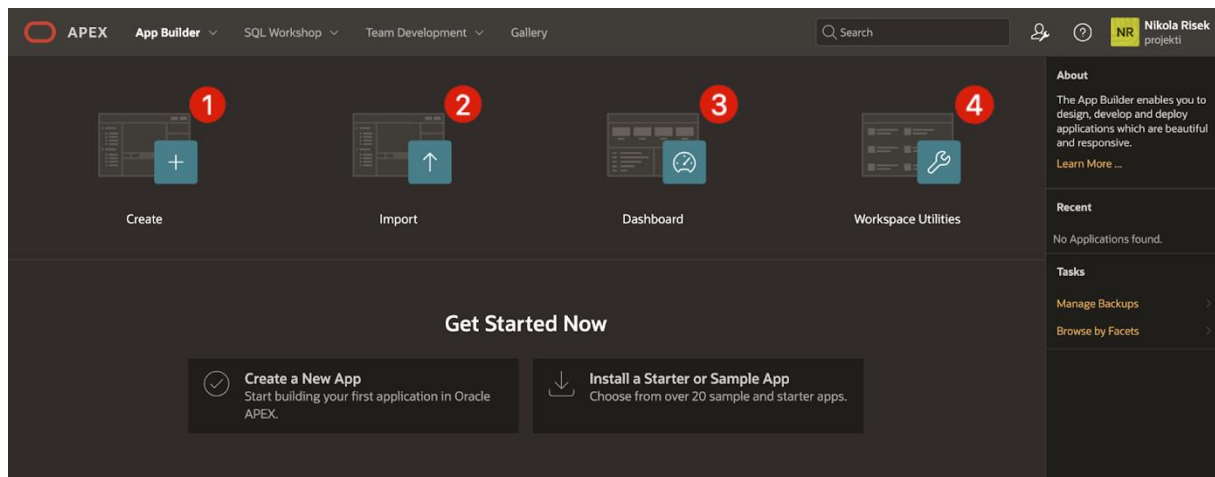 APEX App Builder SQL Workshop Team Development Gallery Search NR Nikola Risek
projekti
1 2 3 4
Create Import Dashboard Workspace Utilities
Get Started Now
Create a New App
Start building your first application in Oracle
APEX.
Install a Starter or Sample App
Choose from over 20 sample and starter apps.
About
The App Builder enables you to
design, develop and deploy
applications which are beautiful
and responsive.
Learn More ...
Recent
No Applications found.
Tasks
Manage Backups
Browse by Facets